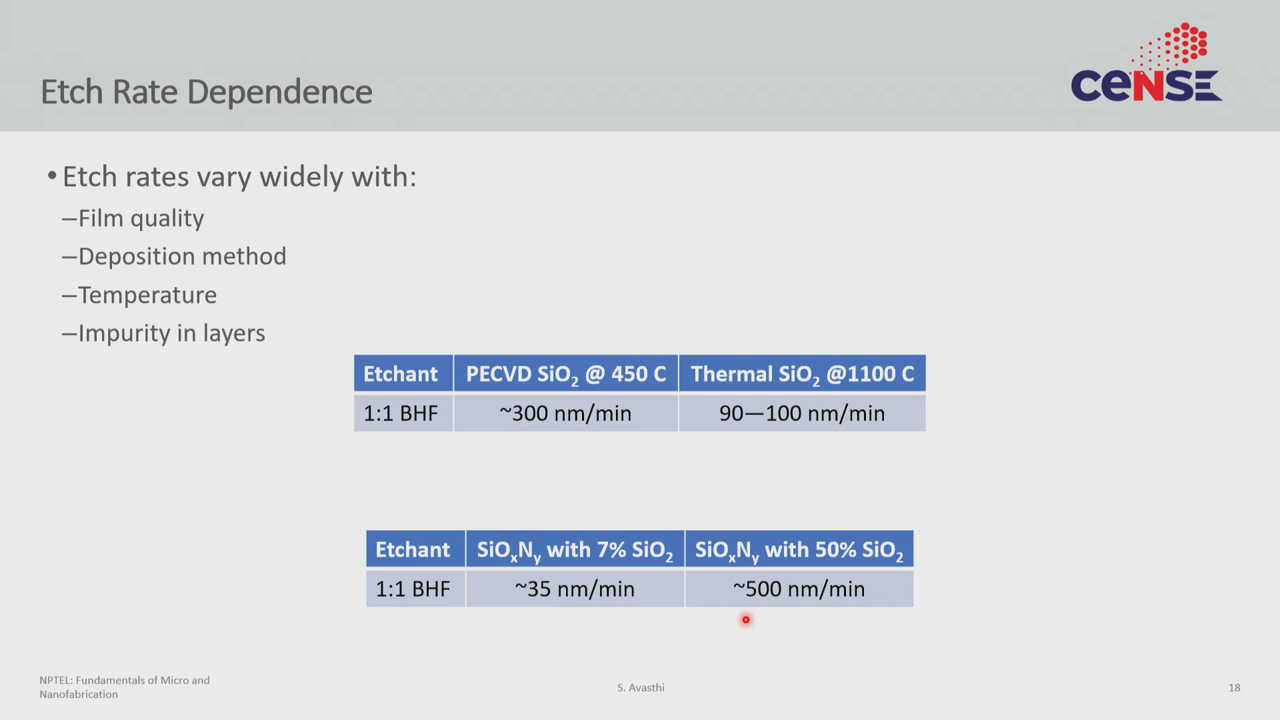 Etch Rate Dependence
ceNSE
•Etch rates vary widely with:
–Film quality
–Deposition method
–Temperature
–Impurity in layers
Etchant PECVD SiO₂ @ 450 C Thermal SiO₂ @1100 C
1:1 BHF ~300 nm/min 90—100 nm/min
Etchant SiOₓNy with 7% SiO₂ SiOₓNy with 50% SiO₂
1:1 BHF ~35 nm/min ~500 nm/min
NPTEL: Fundamentals of Micro and
Nanofabrication
S. Avasthi
18